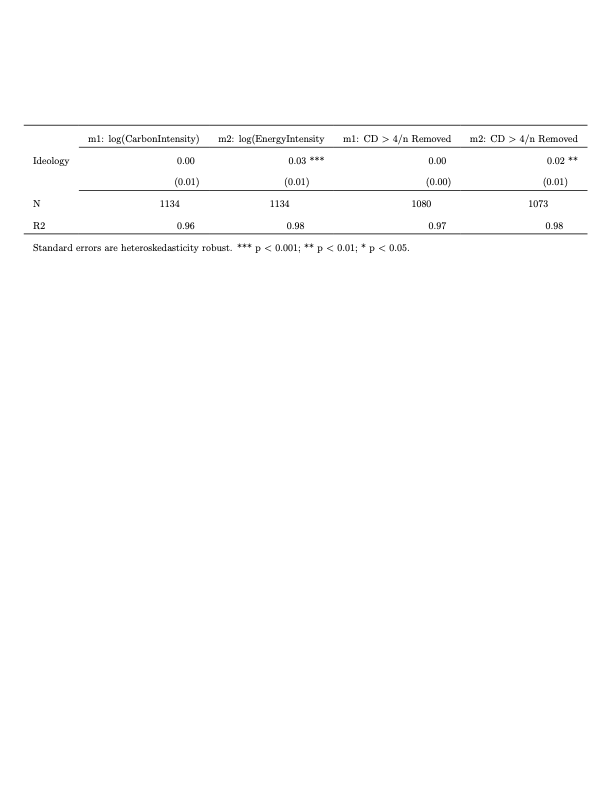 m1: log(CarbonIntensity) m2: log(EnergyIntensity m1: CD > 4/n Removed m2: CD > 4/n Removed
Ideology 0.00 0.03 *** 0.00 0.02 **
(0.01) (0.01) (0.00) (0.01)
N 1134 1134 1080 1073
R2 0.96 0.98 0.97 0.98
Standard errors are heteroskedasticity robust. *** p < 0.001; ** p < 0.01; * p < 0.05.